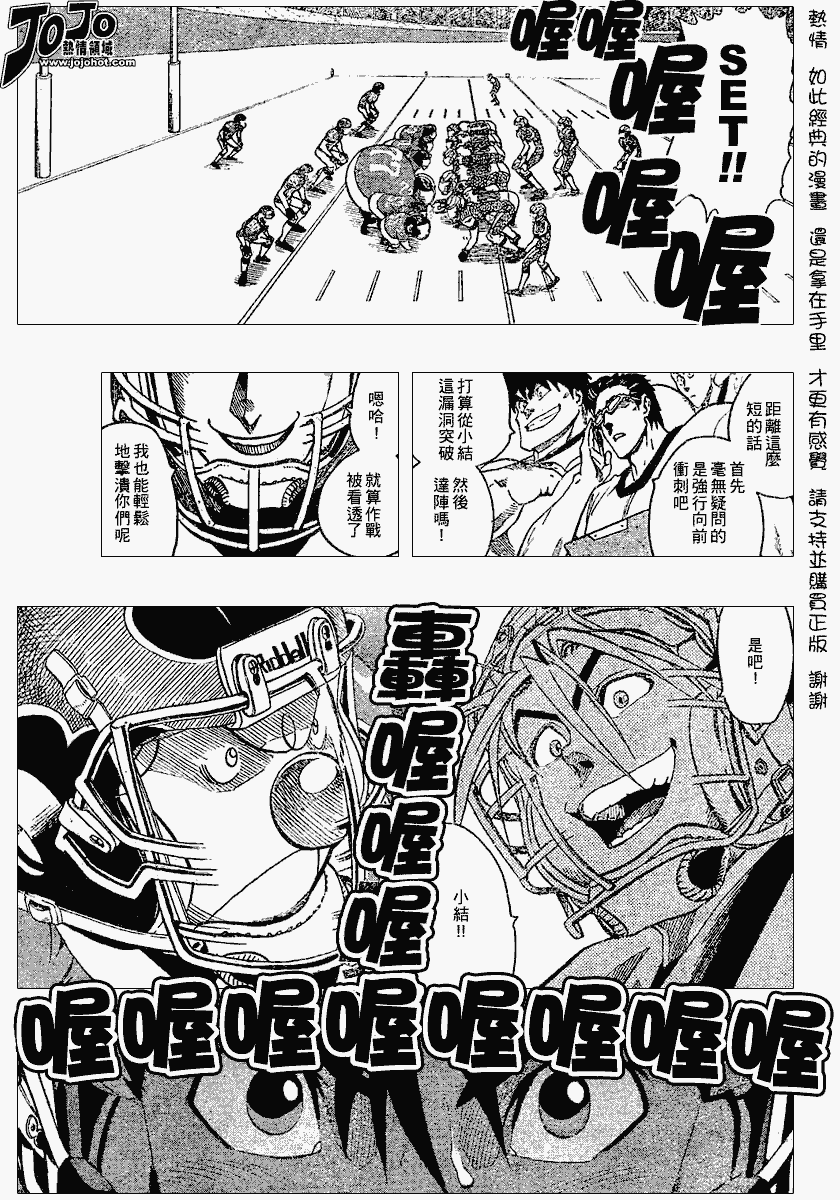 JOJO
熱情領域
www.jojohot.com
熱情 如此經典的漫畫 還是拿在手里 才更有感覺 請支持並購買正版 謝謝
SET!!
喔喔喔喔喔
距離這麼
短的話
首先
毫無疑問的
是強行向前
衝刺吧
打算從小結
這漏洞突破
然後
達陣嗎！
嗯哈！
就算作戰
被看透了
我也能輕鬆
地擊潰你們呢
是吧！
Riddell
小結!!
轟喔喔喔
喔喔喔喔喔喔喔喔